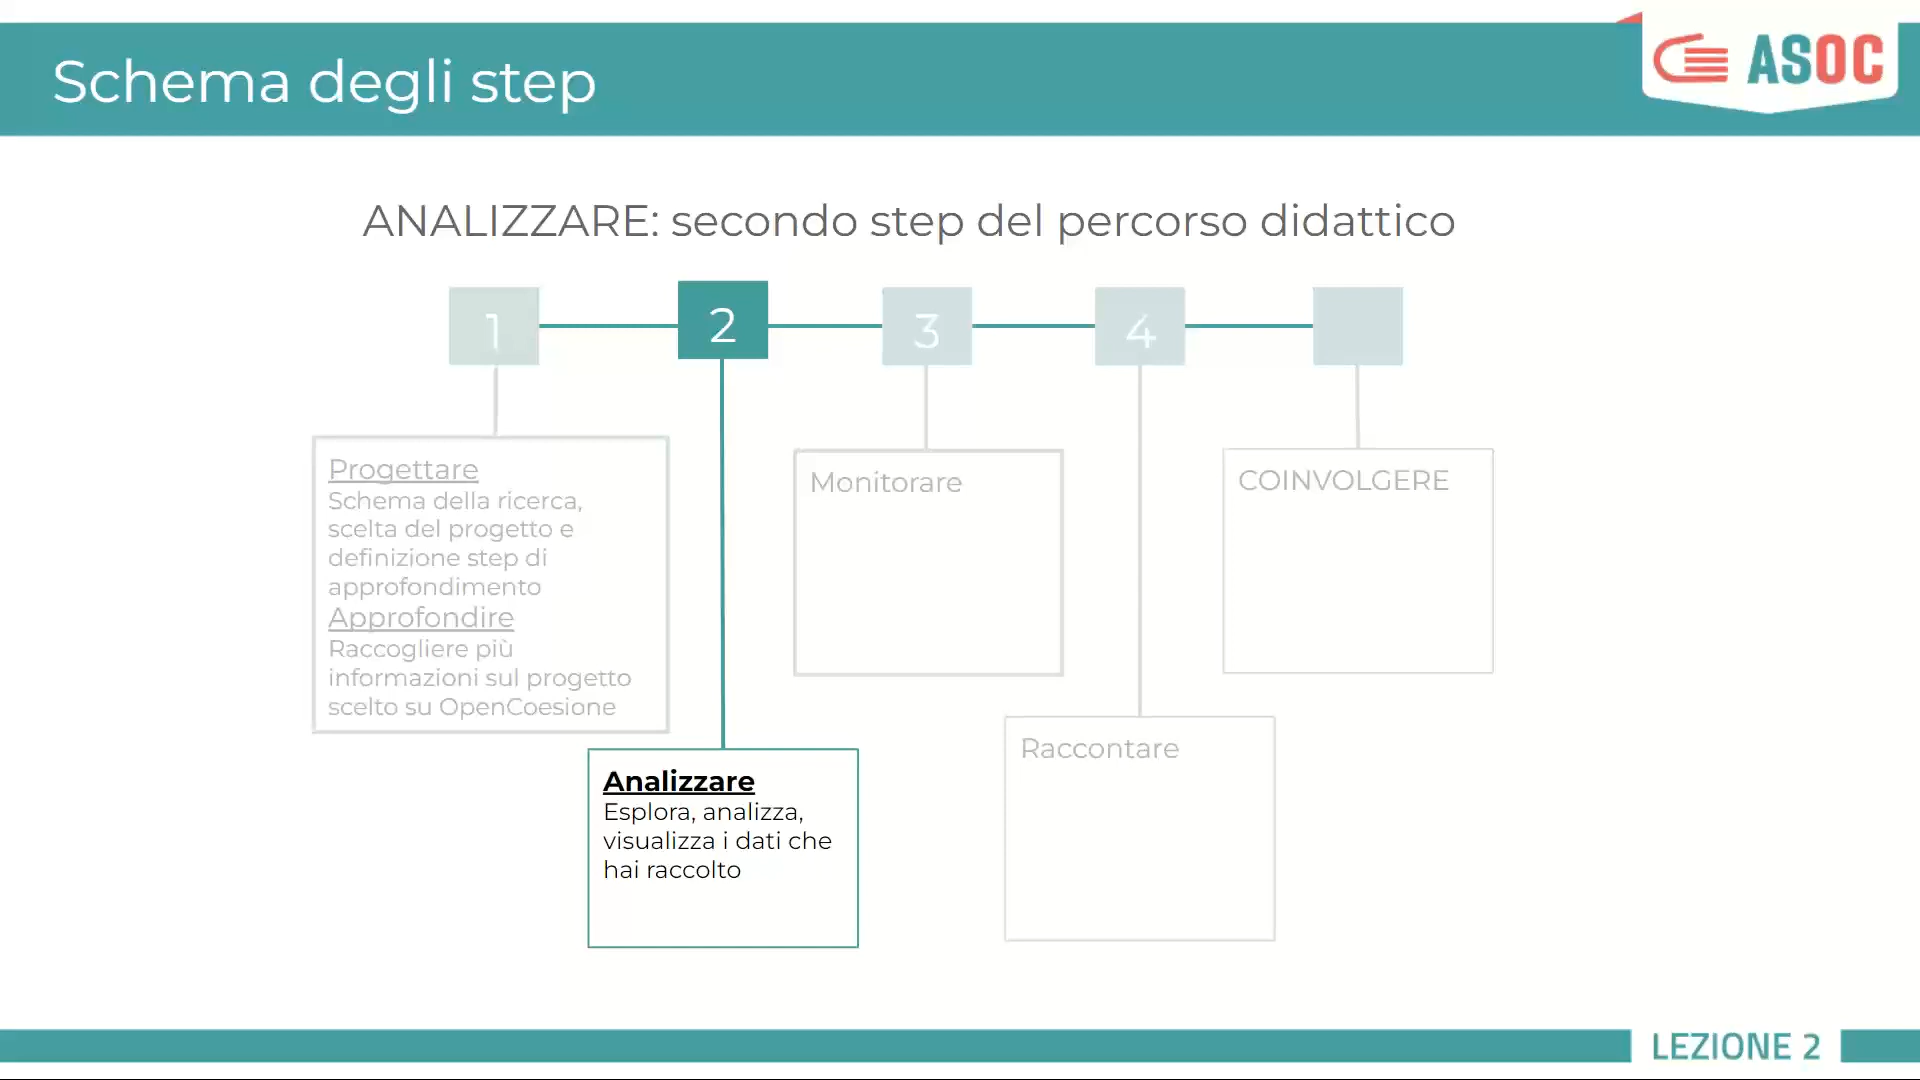 Schema degli step
ASOC
ANALIZZARE: secondo step del percorso didattico
1
2
3
4
Progettare
Schema della ricerca,
scelta del progetto e
definizione step di
approfondimento
Approfondire
Raccogliere più
informazioni sul progetto
scelto su OpenCoesione
Analizzare
Esplora, analizza,
visualizza i dati che
hai raccolto
Monitorare
Raccontare
COINVOLGERE
LEZIONE 2